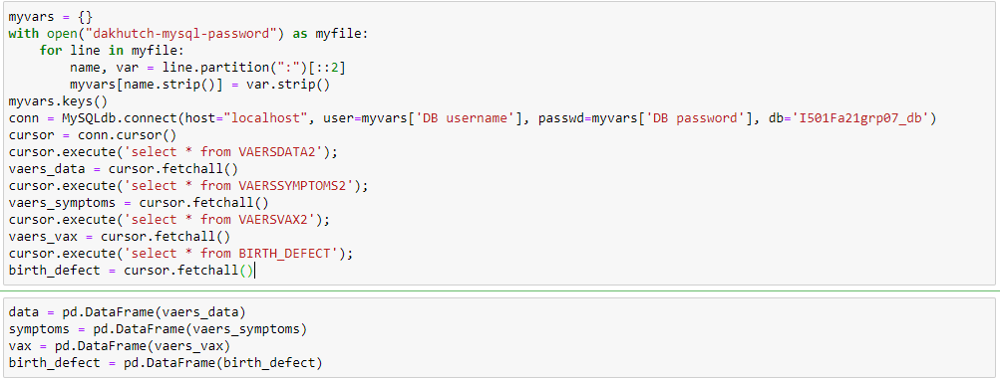 myvars = {}
with open("dakhutch-mysql-password") as myfile:
    for line in myfile:
        name, var = line.partition(":")[::2]
        myvars[name.strip()] = var.strip()
myvars.keys()
conn = MySQLdb.connect(host="localhost", user=myvars['DB username'], passwd=myvars['DB password'], db='I501Fa21grp07_db')
cursor = conn.cursor()
cursor.execute('select * from VAERSDATA2');
vaers_data = cursor.fetchall()
cursor.execute('select * from VAERSSYMPTOMS2');
vaers_symptoms = cursor.fetchall()
cursor.execute('select * from VAERSVAX2');
vaers_vax = cursor.fetchall()
cursor.execute('select * from BIRTH_DEFECT');
birth_defect = cursor.fetchall()
data = pd.DataFrame(vaers_data)
symptoms = pd.DataFrame(vaers_symptoms)
vax = pd.DataFrame(vaers_vax)
birth_defect = pd.DataFrame(birth_defect)